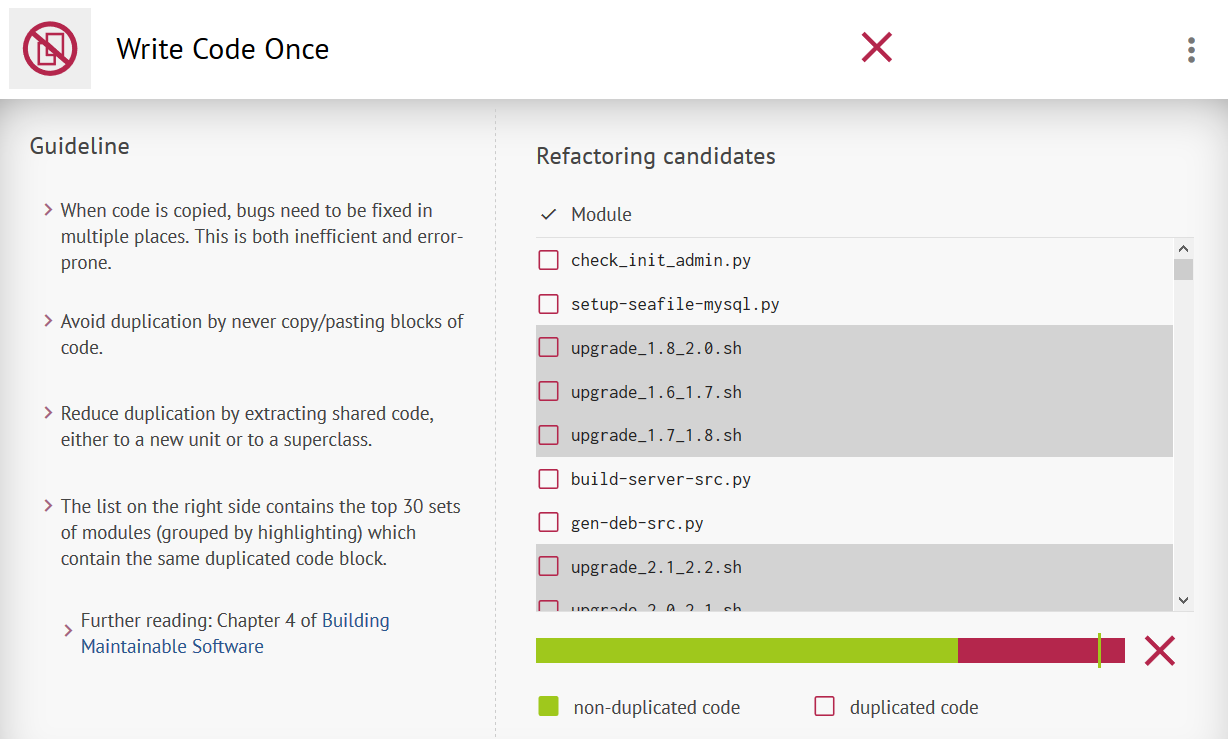 Write Code Once
Guideline
When code is copied, bugs need to be fixed in
multiple places. This is both inefficient and error-
prone.
Avoid duplication by never copy/pasting blocks of
code.
Reduce duplication by extracting shared code,
either to a new unit or to a superclass.
The list on the right side contains the top 30 sets
of modules (grouped by highlighting) which
contain the same duplicated code block.
Further reading: Chapter 4 of Building
Maintainable Software
Refactoring candidates
Module
check_init_admin.py
setup-seafile-mysql.py
upgrade_1.8_2.0.sh
upgrade_1.6_1.7.sh
upgrade_1.7_1.8.sh
build-server-src.py
gen-deb-src.py
upgrade_2.1_2.2.sh
upgrade_2.0_2.1.sh
non-duplicated code
duplicated code